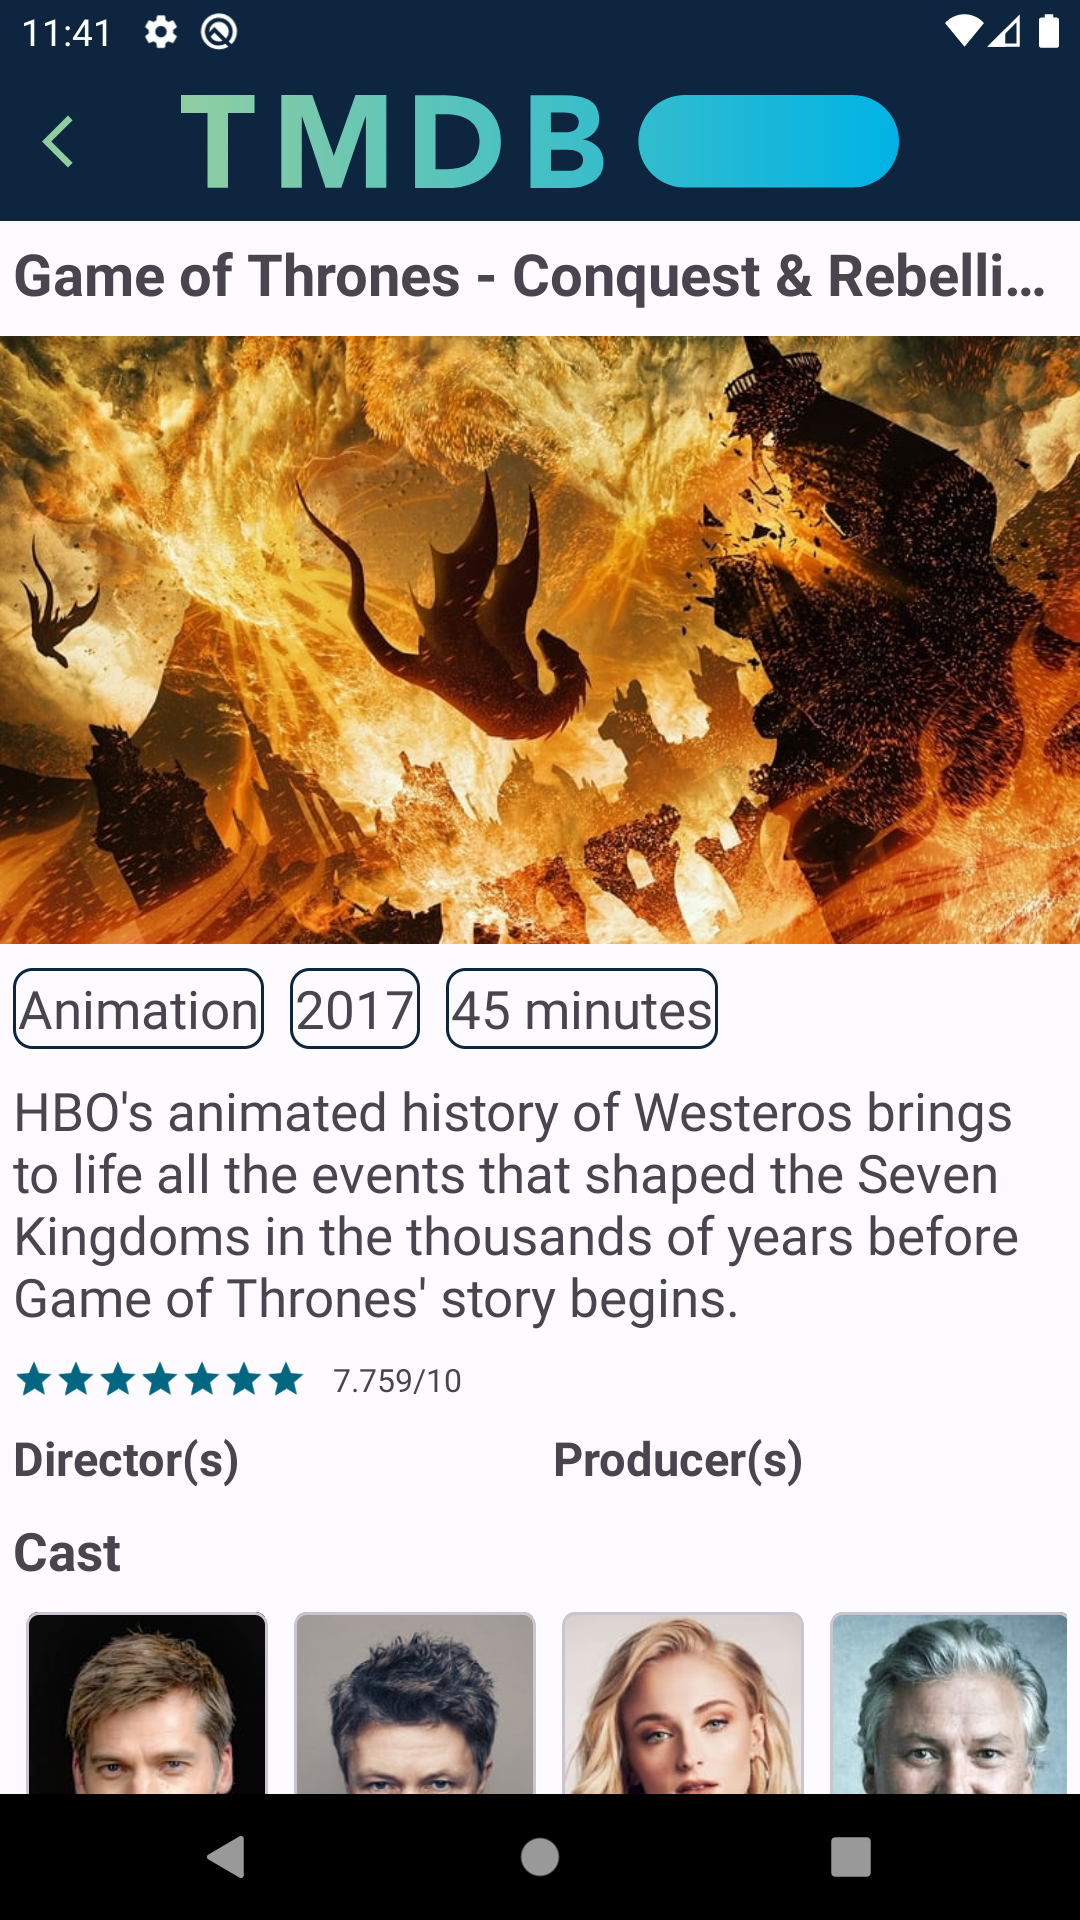 11:41
TMDB
Game of Thrones - Conquest & Rebelli...
Animation 2017 45 minutes
HBO's animated history of Westeros brings
to life all the events that shaped the Seven
Kingdoms in the thousands of years before
Game of Thrones' story begins.
7.759/10
Director(s) Producer(s)
Cast